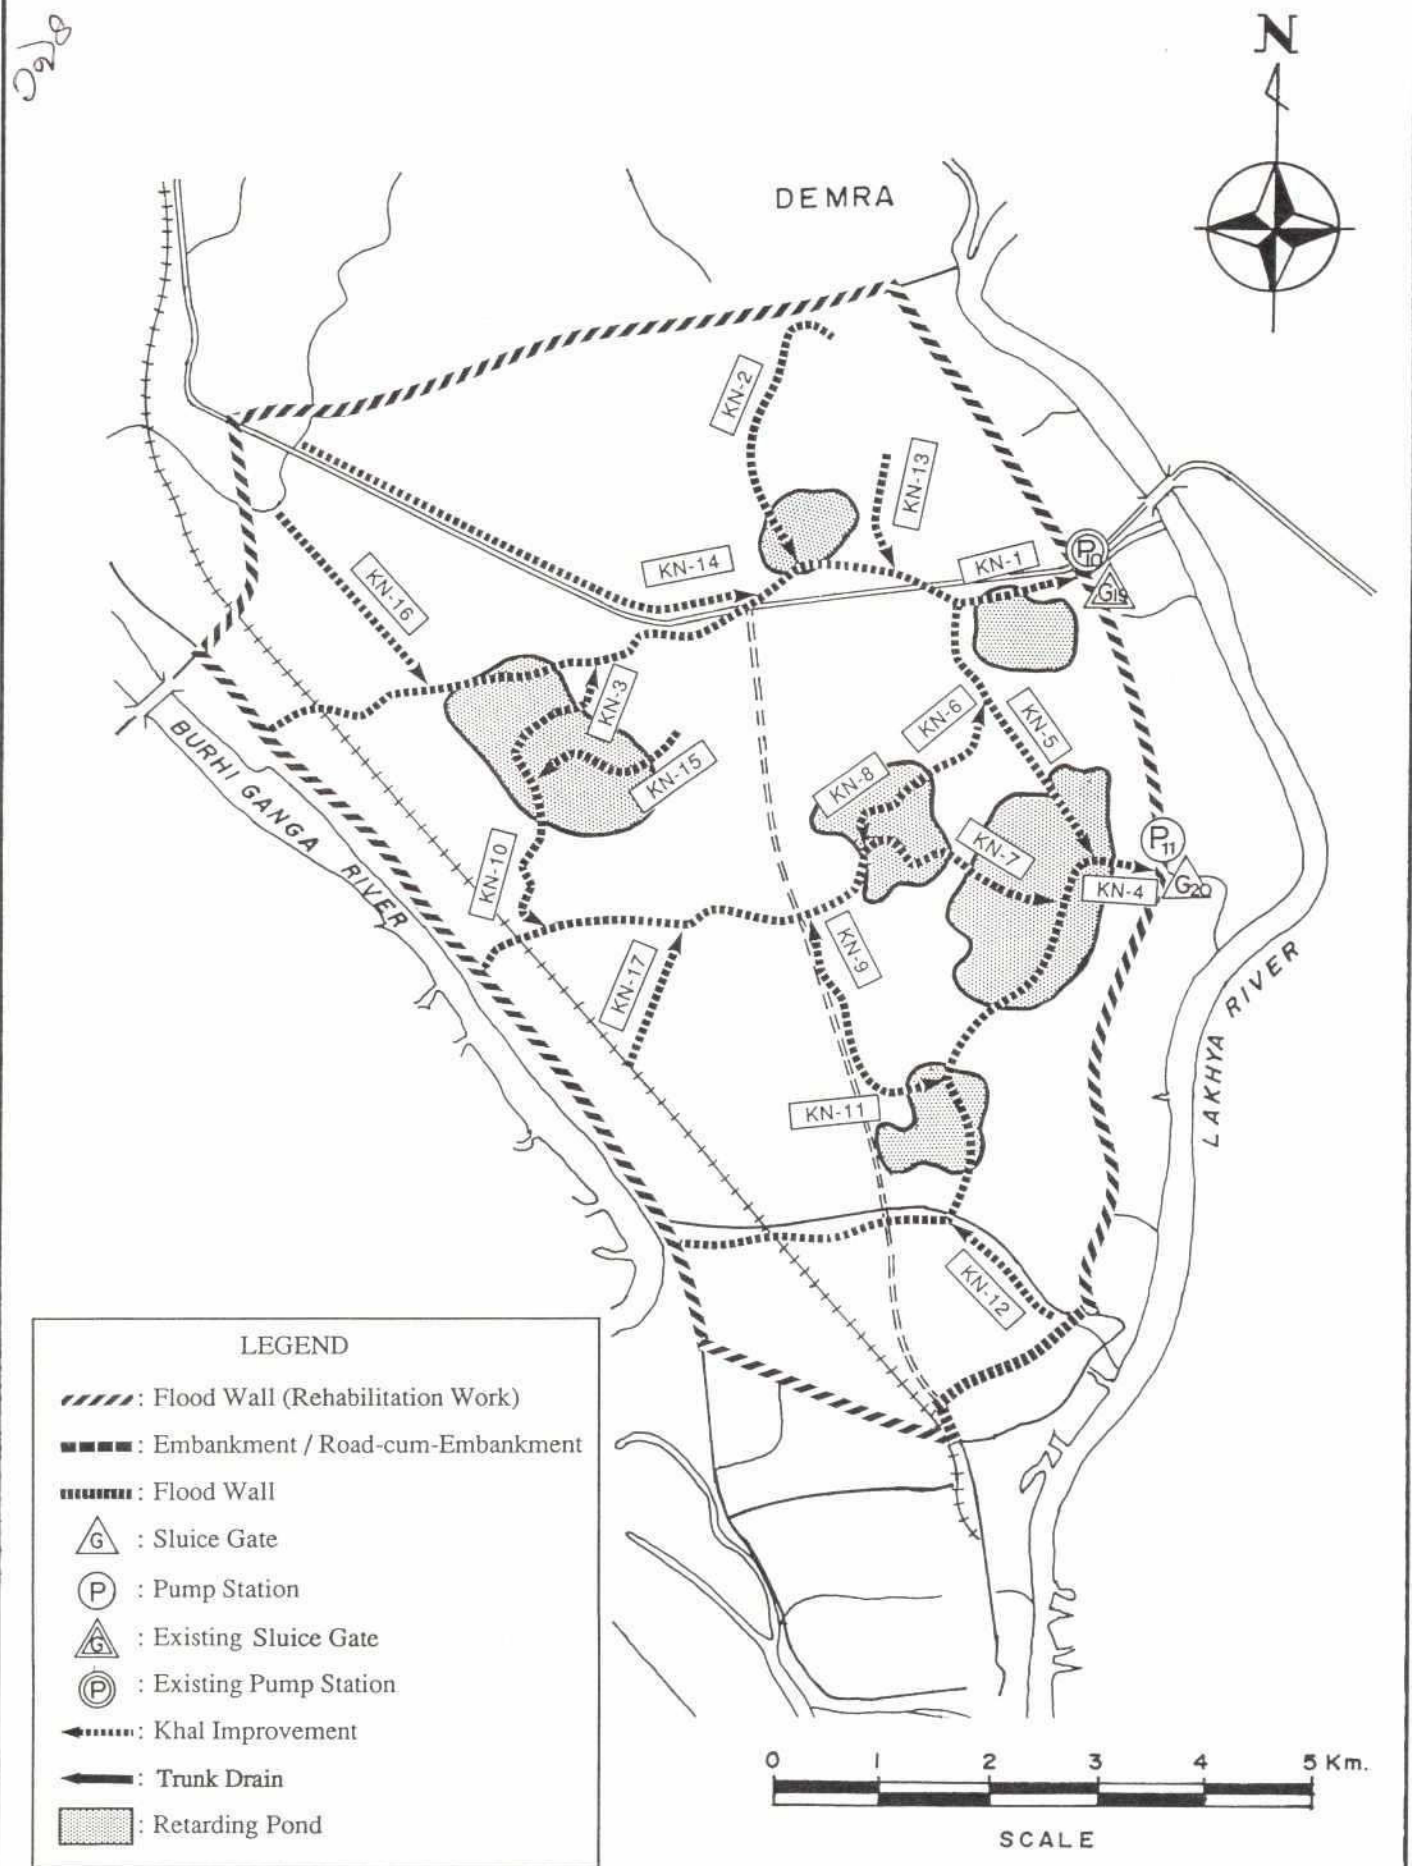 N
DEMRA
KN-2
KN-13
KN-14
KN-1
P10
G19
KN-16
KN-3
KN-6
KN-5
KN-15
KN-8
BURHI GANGA RIVER
KN-10
KN-7
P11
KN-4
G20
KN-9
KN-17
LAKHYA RIVER
KN-11
KN-12
LEGEND
: Flood Wall (Rehabilitation Work)
: Embankment / Road-cum-Embankment
: Flood Wall
G : Sluice Gate
P : Pump Station
G : Existing Sluice Gate
P : Existing Pump Station
: Khal Improvement
: Trunk Drain
: Retarding Pond
0 1 2 3 4 5 Km.
SCALE